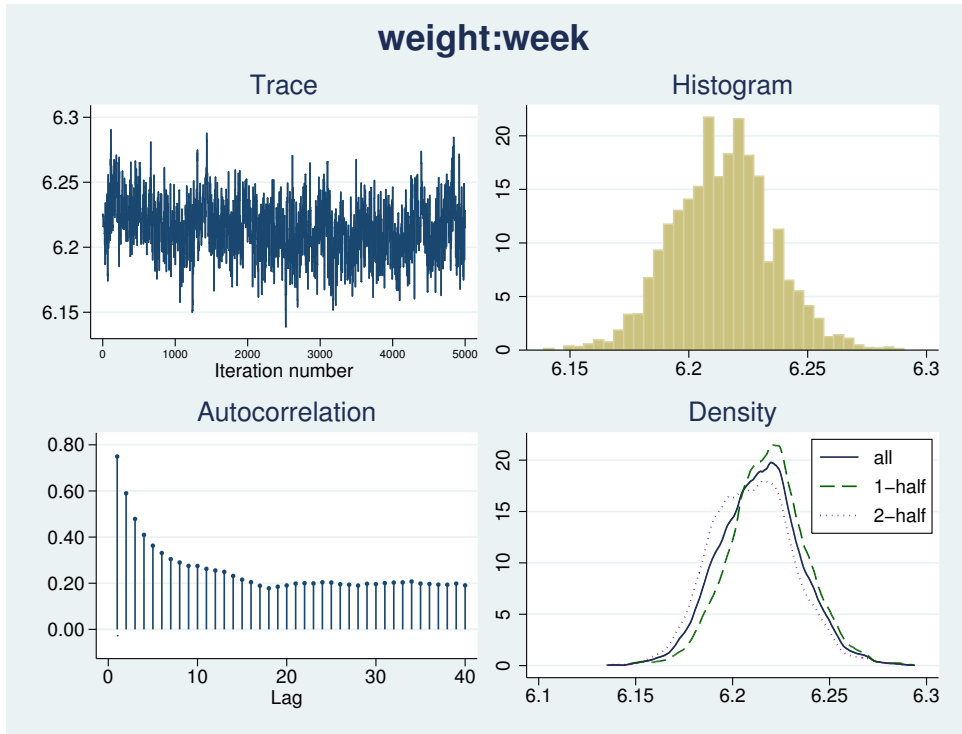 weight:week
Trace
6.3
6.25
6.2
6.15
0 1000 2000 3000 4000 5000
Iteration number
Histogram
20
15
10
5
0
6.15 6.2 6.25 6.3
Autocorrelation
0.80
0.60
0.40
0.20
0.00
0 10 20 30 40
Lag
Density
20
15
10
5
0
6.1 6.15 6.2 6.25 6.3
all
1−half
2−half